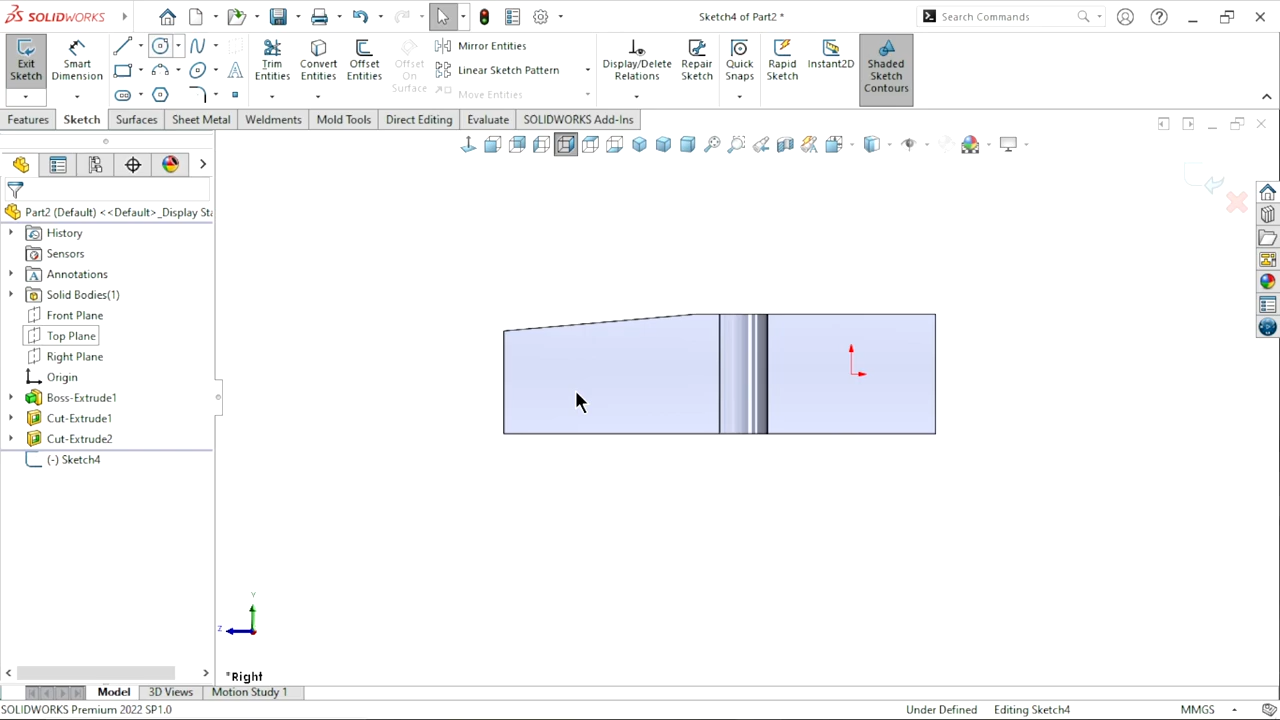 SOLIDWORKS
Sketch4 of Part2 *
Search Commands
Exit Sketch
Smart Dimension
Trim Entities
Convert Entities
Offset Entities
Offset On Surface
Mirror Entities
Linear Sketch Pattern
Move Entities
Display/Delete Relations
Repair Sketch
Quick Snaps
Rapid Sketch
Instant2D
Shaded Sketch Contours
Features
Sketch
Surfaces
Sheet Metal
Weldments
Mold Tools
Direct Editing
Evaluate
SOLIDWORKS Add-Ins
Part2 (Default) <<Default>_Display Sta
History
Sensors
Annotations
Solid Bodies(1)
Front Plane
Top Plane
Right Plane
Origin
Boss-Extrude1
Cut-Extrude1
Cut-Extrude2
(-) Sketch4
Y
Z
*Right
Model
3D Views
Motion Study 1
SOLIDWORKS Premium 2022 SP1.0
Under Defined
Editing Sketch4
MMGS